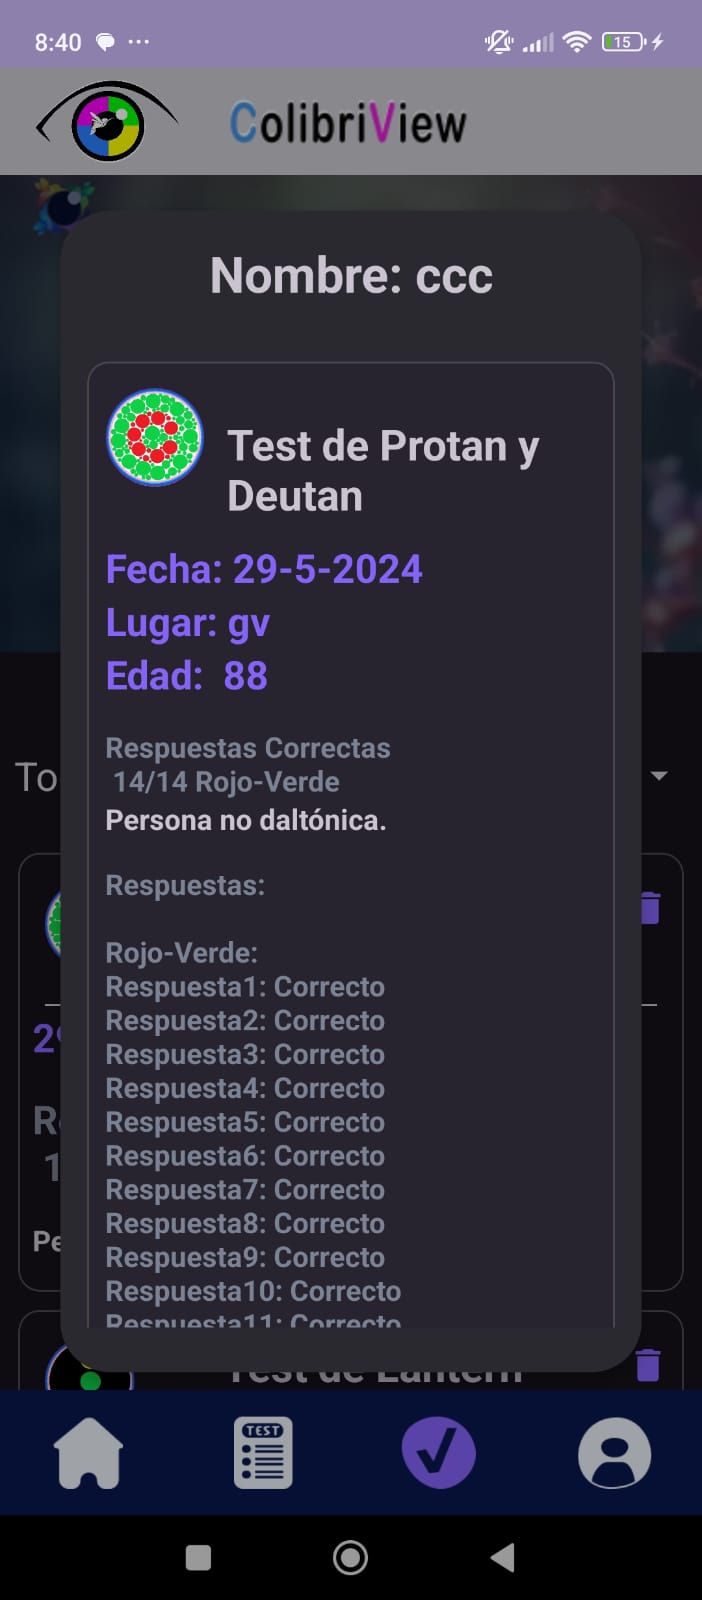 8:40
15
ColibriView
Nombre: ccc
Test de Protan y
Deutan
Fecha: 29-5-2024
Lugar: gv
Edad: 88
Respuestas Correctas
14/14 Rojo-Verde
Persona no daltónica.
To
Respuestas:
Rojo-Verde:
Respuesta1: Correcto
Respuesta2: Correcto
Respuesta3: Correcto
Respuesta4: Correcto
Respuesta5: Correcto
Respuesta6: Correcto
Respuesta7: Correcto
Respuesta8: Correcto
Respuesta9: Correcto
Respuesta10: Correcto
Respuesta11: Correcto
Pe
Test de Lantern
TEST